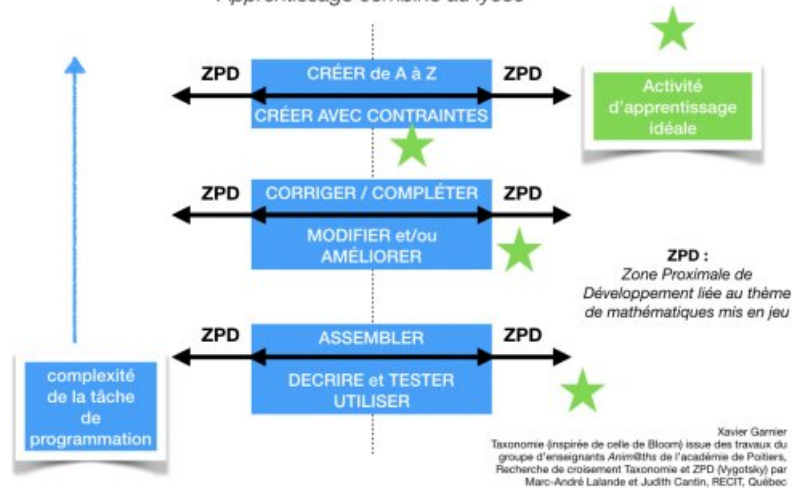 Apprentissage combiné au lycée
ZPD
CRÉER de A à Z
ZPD
CRÉER AVEC CONTRAINTES
Activité
d'apprentissage
idéale
ZPD
CORRIGER / COMPLÉTER
ZPD
MODIFIER et/ou
AMÉLIORER
ZPD :
Zone Proximale de
Développement liée au thème
de mathématiques mis en jeu
ZPD
ASSEMBLER
ZPD
DECRIRE et TESTER
UTILISER
complexité
de la tâche
de
programmation
Xavier Garnier
Taxonomie (inspirée de celle de Bloom) issue des travaux du
groupe d'enseignants Anim@ths de l'académie de Poitiers,
Recherche de croisement Taxonomie et ZPD (Vygotsky) par
Marc-André Lalande et Judith Cantin, RECIT, Québec